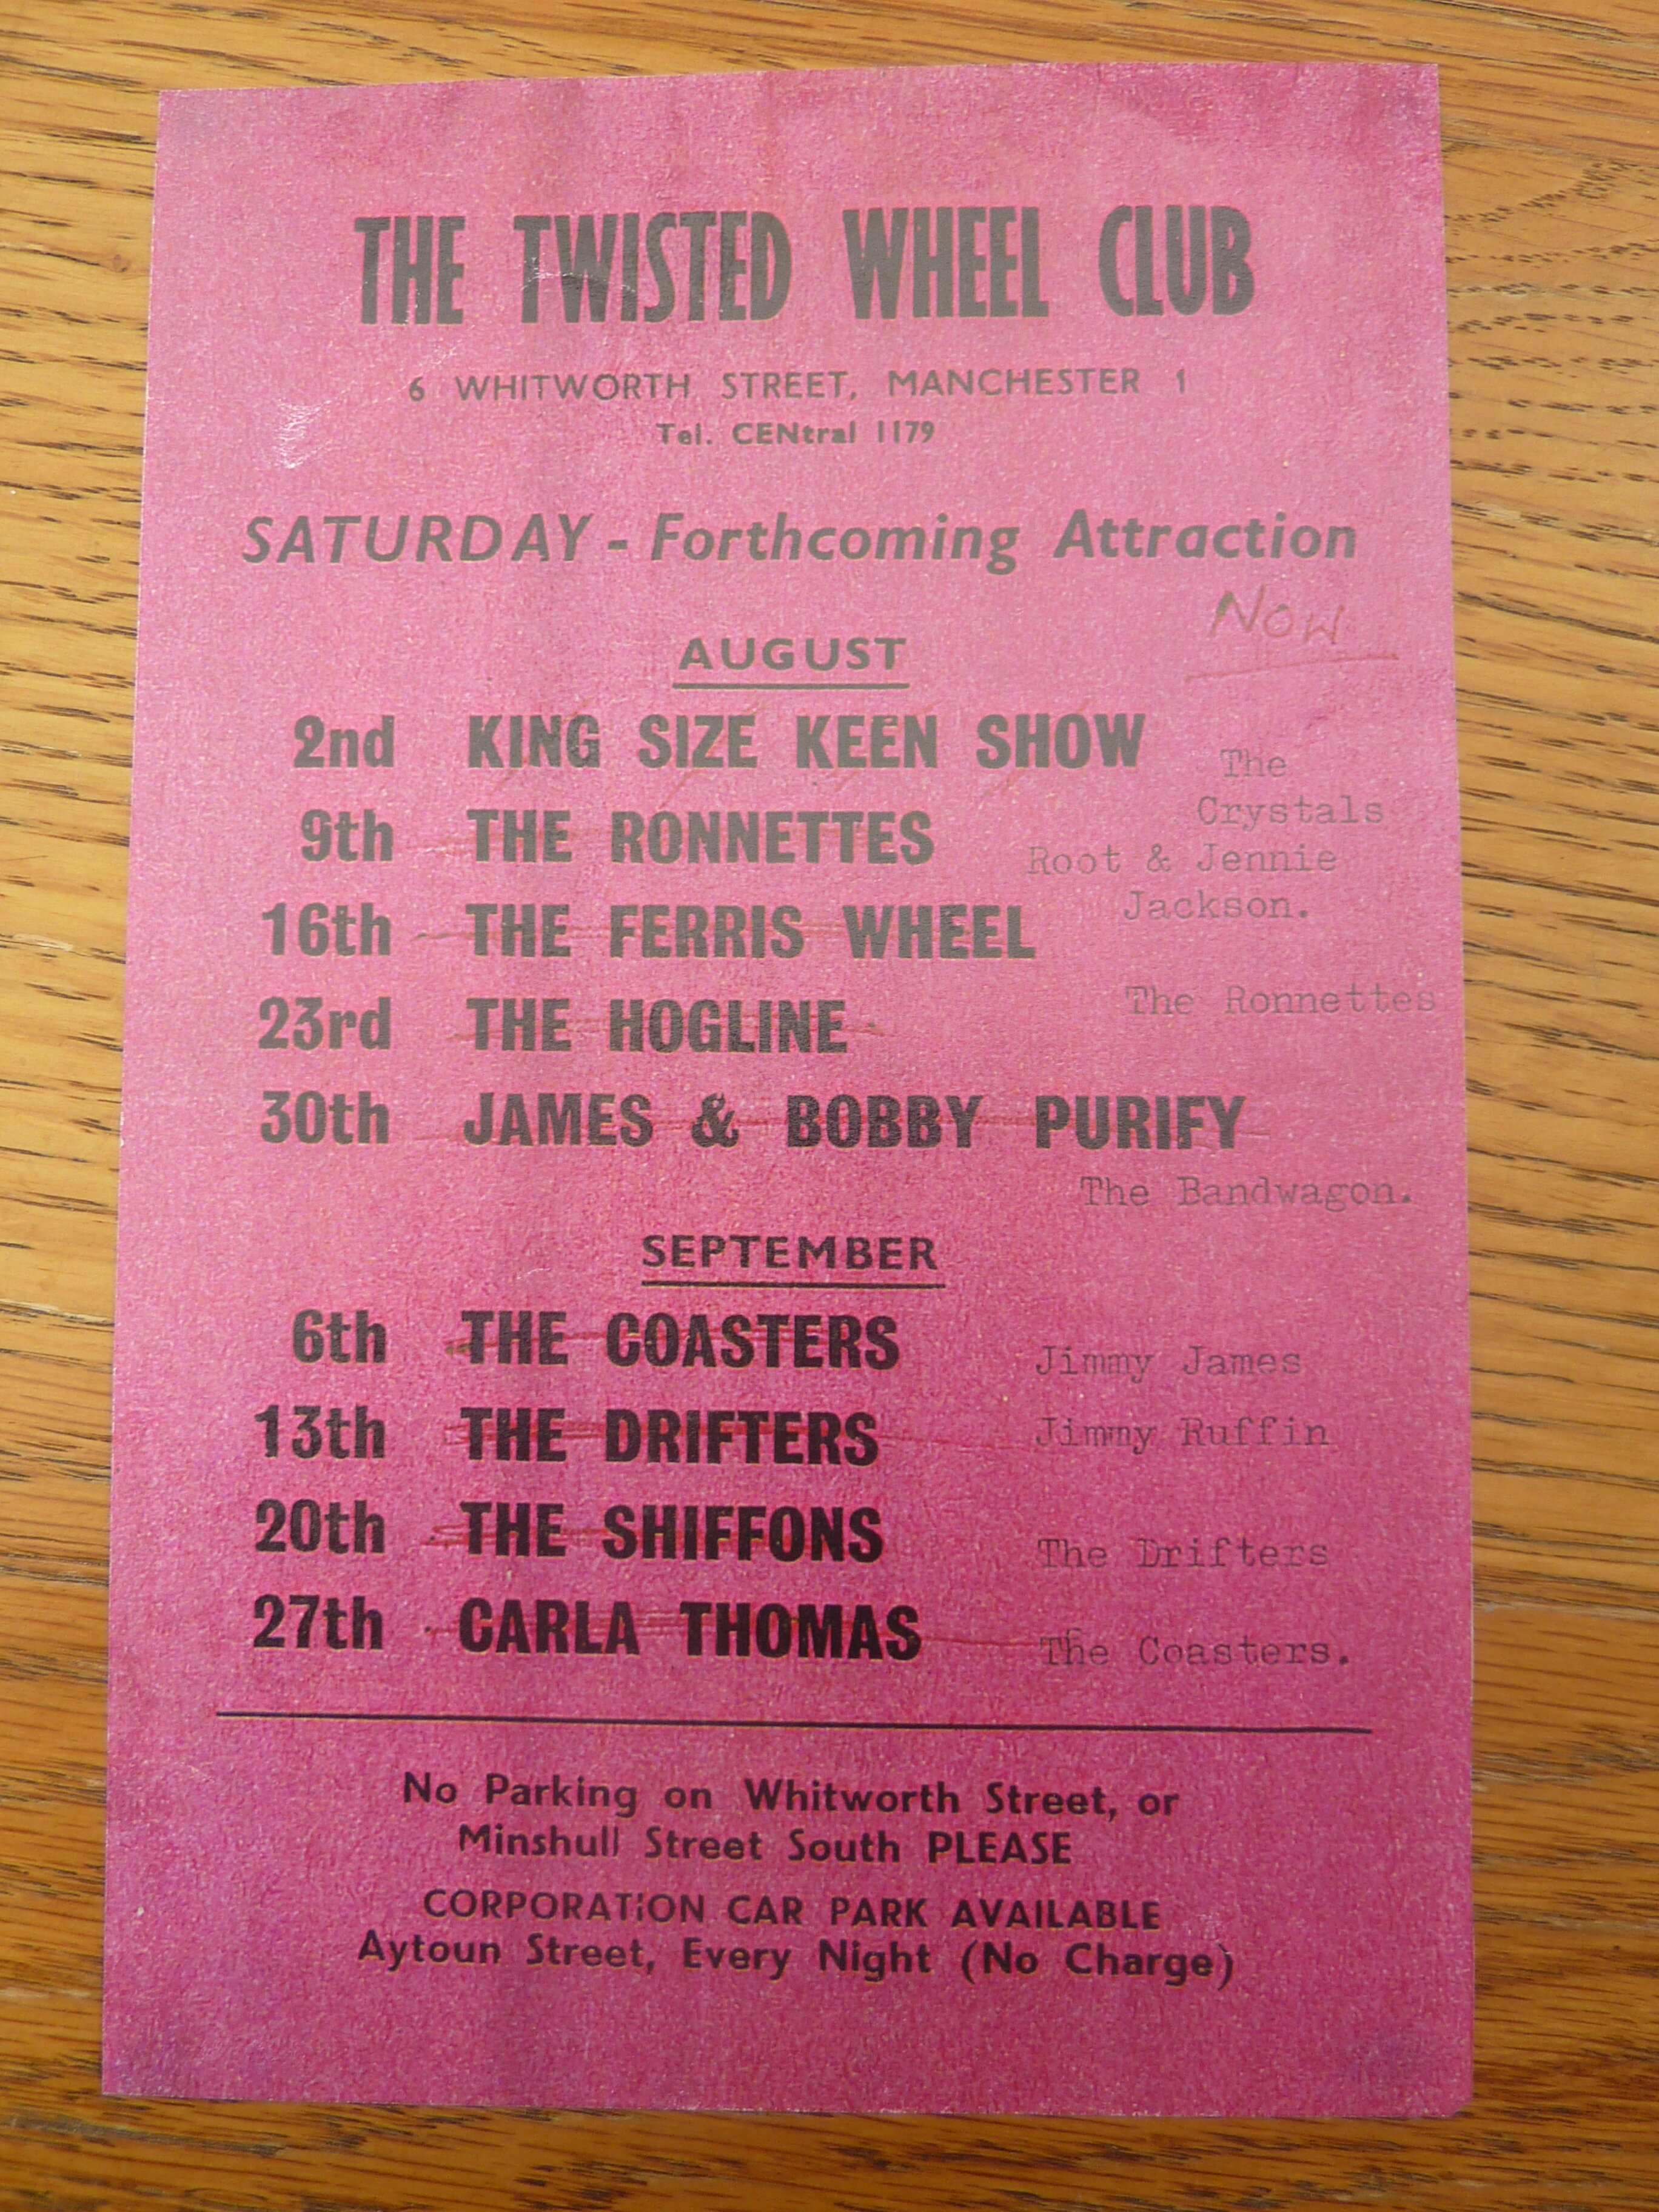 THE TWISTED WHEEL CLUB
6 WHITWORTH STREET, MANCHESTER 1
Tel. CENtral 1179
SATURDAY - Forthcoming Attraction
NOW
AUGUST
2nd KING SIZE KEEN SHOW
The
Crystals
9th THE RONNETTES
Root & Jennie
Jackson.
16th THE FERRIS WHEEL
23rd THE HOGLINE
The Ronnettes
30th JAMES & BOBBY PURIFY
The Bandwagon.
SEPTEMBER
6th THE COASTERS Jimmy James
13th THE DRIFTERS Jimmy Ruffin
20th THE SHIFFONS The Drifters
27th CARLA THOMAS The Coasters.
No Parking on Whitworth Street, or
Minshull Street South PLEASE
CORPORATION CAR PARK AVAILABLE
Aytoun Street, Every Night (No Charge)